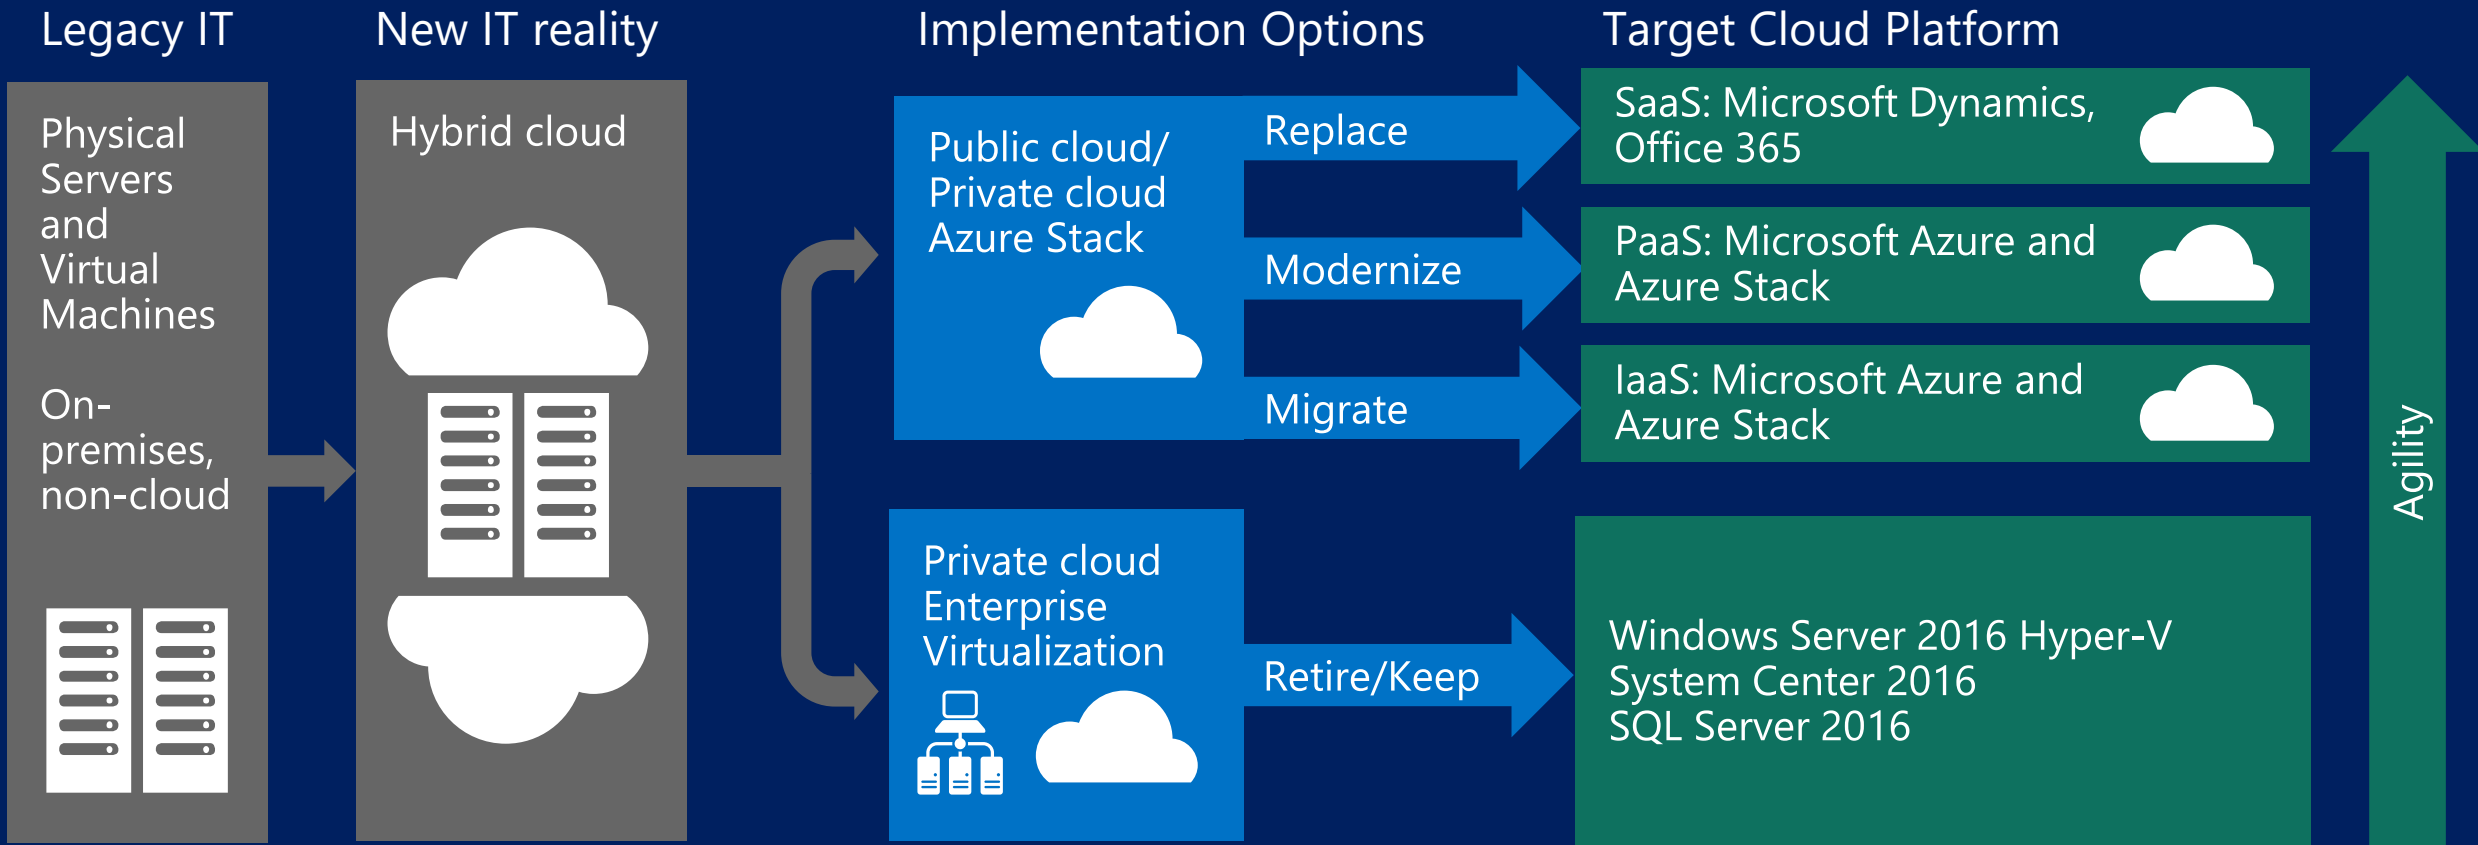 Legacy IT
New IT reality
Implementation Options
Target Cloud Platform
Physical
Servers
and
Virtual
Machines
On-
premises,
non-cloud
Hybrid cloud
Public cloud/
Private cloud
Azure Stack
Replace
Modernize
Migrate
SaaS: Microsoft Dynamics,
Office 365
PaaS: Microsoft Azure and
Azure Stack
IaaS: Microsoft Azure and
Azure Stack
Private cloud
Enterprise
Virtualization
Retire/Keep
Windows Server 2016 Hyper-V
System Center 2016
SQL Server 2016
Agility